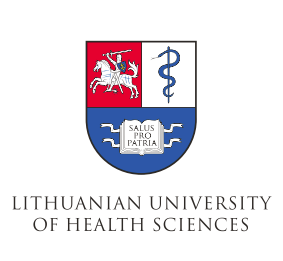 SALUS
PRO
PATRIA
LITHUANIAN UNIVERSITY
OF HEALTH SCIENCES